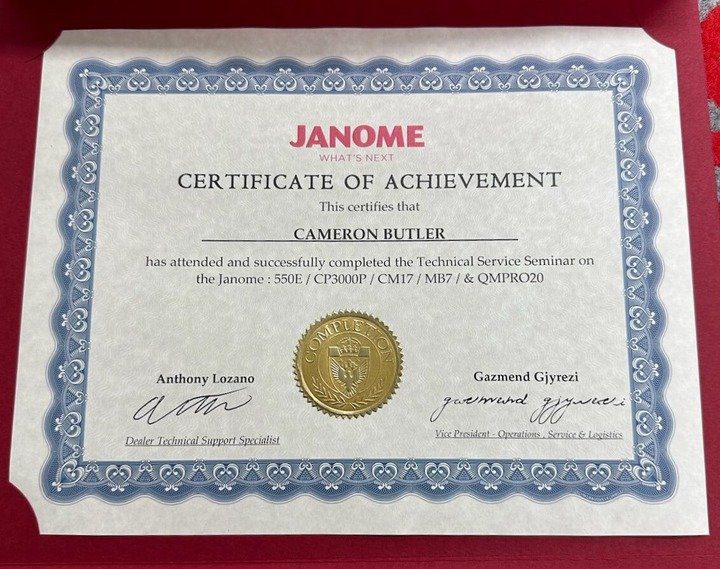 JANOME
WHAT'S NEXT
CERTIFICATE OF ACHIEVEMENT
This certifies that
CAMERON BUTLER
has attended and successfully completed the Technical Service Seminar on
the Janome : 550E / CP3000P / CM17 / MB7 / & QMPRO20
COMPLETION
Anthony Lozano
Gazmend Gjyrezi
gazmend gjyrezi
Dealer Technical Support Specialist
Vice President - Operations , Service & Logistics